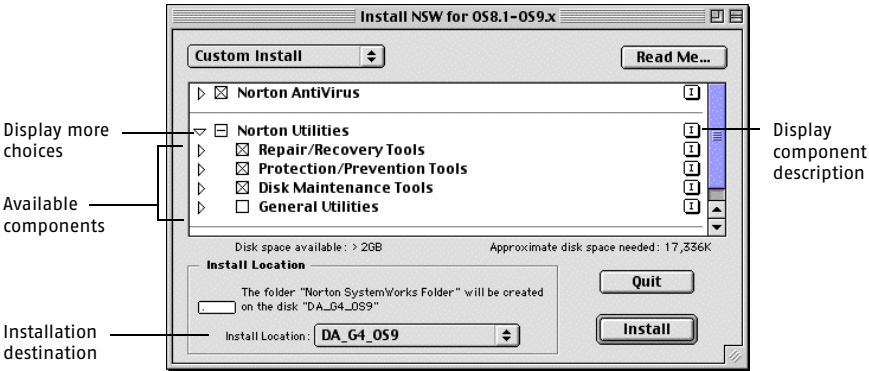 Install NSW for OS8.1-OS9.x
Custom Install
Read Me...
Norton AntiVirus
Norton Utilities
Repair/Recovery Tools
Protection/Prevention Tools
Disk Maintenance Tools
General Utilities
Disk space available: > 2GB
Approximate disk space needed: 17,336K
Install Location
The folder "Norton SystemWorks Folder" will be created
on the disk "DA_G4_OS9"
Install Location:
DA_G4_OS9
Quit
Install
Display more
choices
Available
components
Installation
destination
Display
component
description